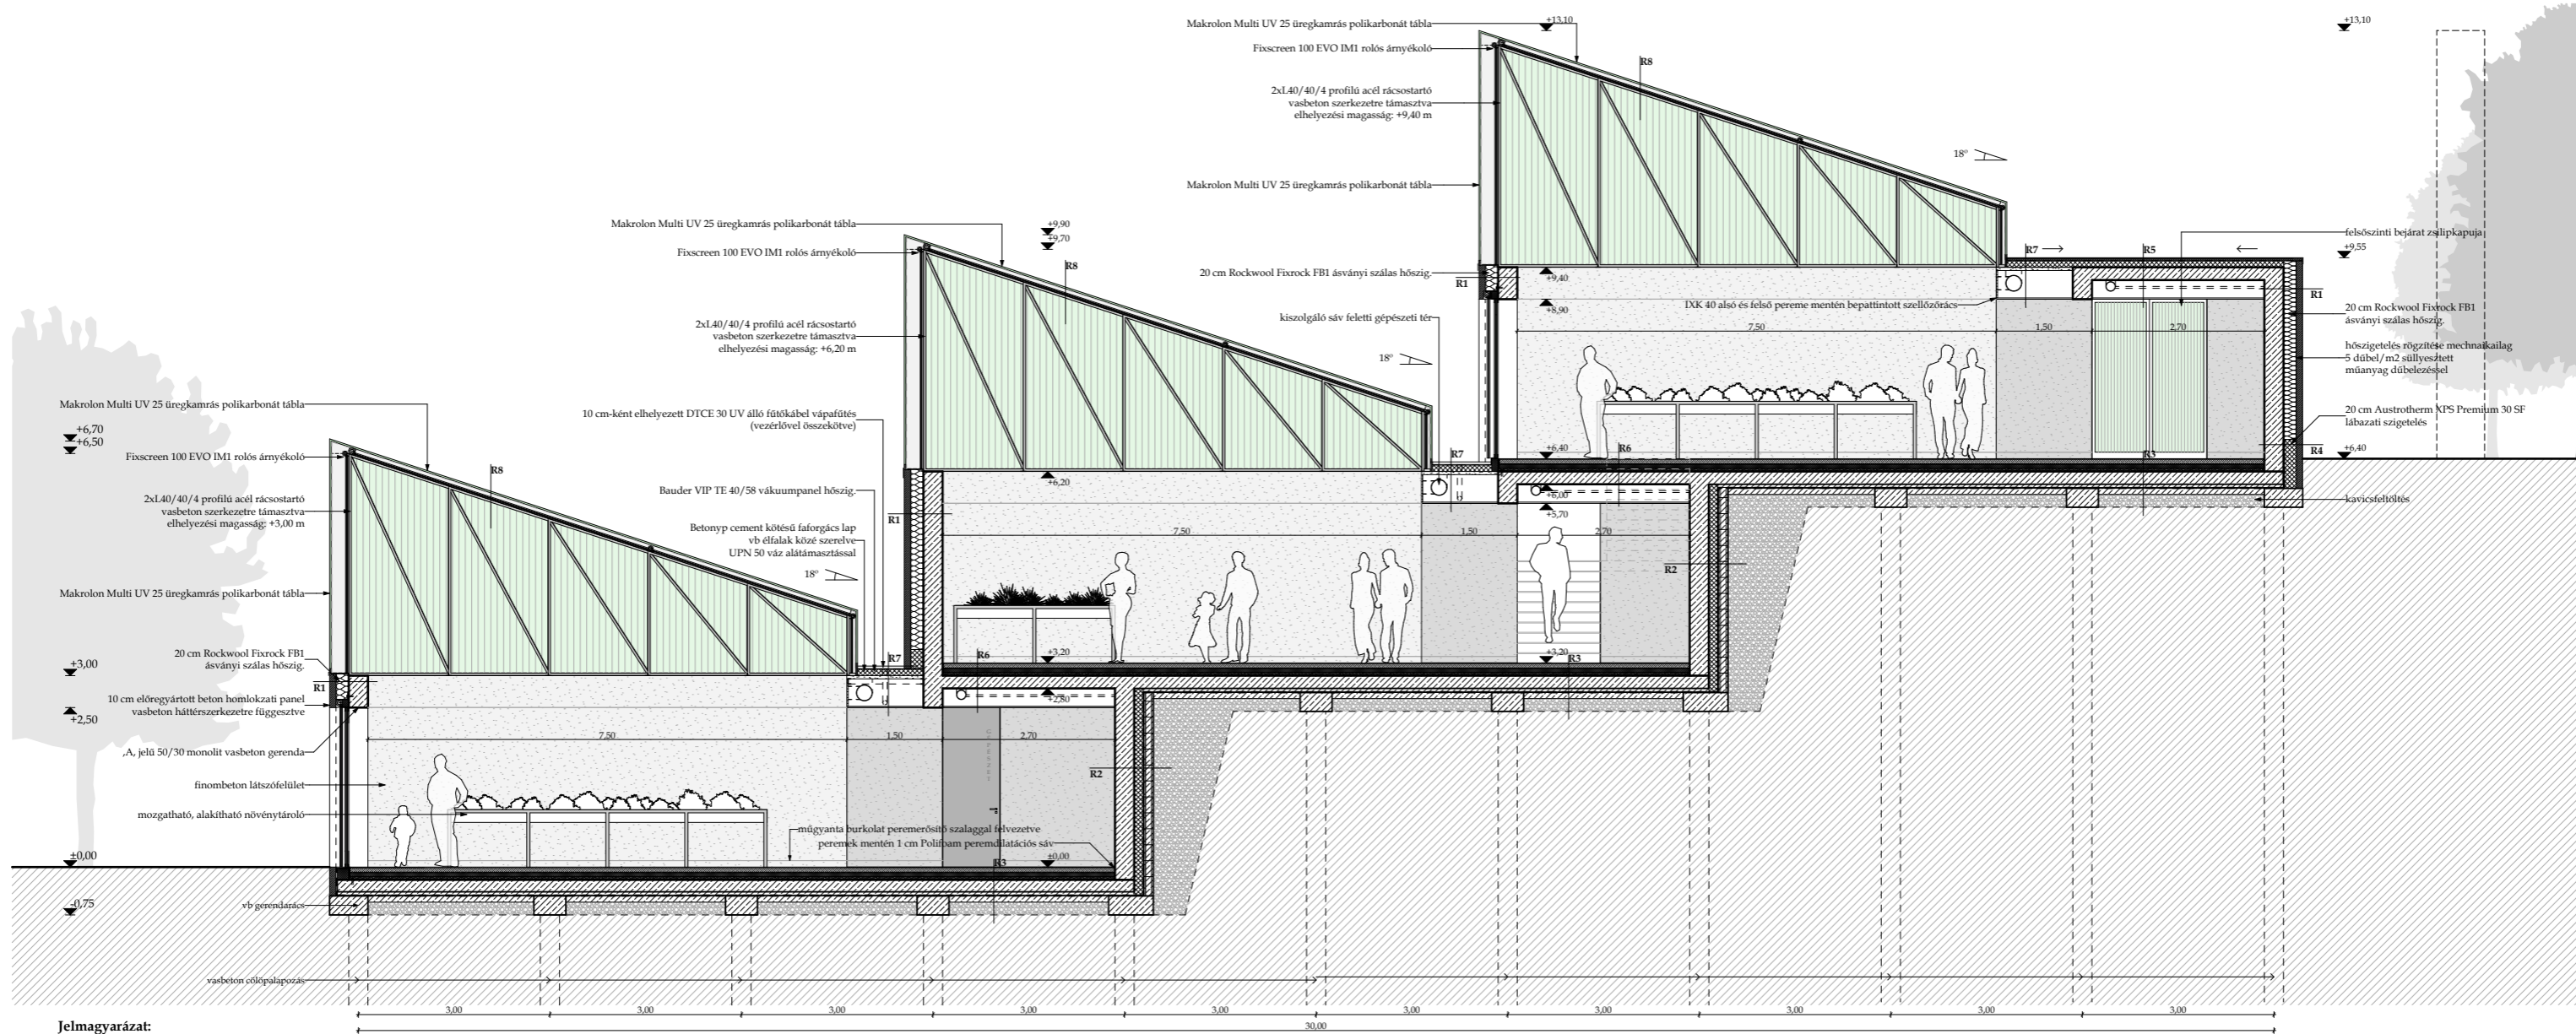 Makrolon Multi UV 25 üregkamrás polikarbonát tábla
+13,10
+13,10
Fixscreen 100 EVO IM1 rolós árnyékoló
R8
2xL40/40/4 profilú acél rácsostartó
vasbeton szerkezetre támasztva
elhelyezési magasság: +9,40 m
18°
Makrolon Multi UV 25 üregkamrás polikarbonát tábla
Makrolon Multi UV 25 üregkamrás polikarbonát tábla
+9,90
+9,70
Fixscreen 100 EVO IM1 rolós árnyékoló
R8
felsőszinti bejárat zsilipkapuja
R7
R5
+9,55
20 cm Rockwool Fixrock FB1 ásványi szálas hőszig.
R1
+9,40
R1
IXK 40 alsó és felső pereme mentén bepattintott szellőzőrács
+8,90
20 cm Rockwool Fixrock FB1
ásványi szálas hőszig.
kiszolgáló sáv feletti gépészeti tér
7,50
1,50
2,70
2xL40/40/4 profilú acél rácsostartó
vasbeton szerkezetre támasztva
elhelyezési magasság: +6,20 m
hőszigetelés rögzítése mechnaikailag
5 dűbel/m2 süllyesztett
műanyag dűbelezéssel
18°
Makrolon Multi UV 25 üregkamrás polikarbonát tábla
10 cm-ként elhelyezett DTCE 30 UV álló fűtőkábel vápafűtés
(vezérlővel összekötve)
20 cm Austrotherm XPS Premium 30 SF
lábazati szigetelés
+6,70
+6,50
Fixscreen 100 EVO IM1 rolós árnyékoló
R8
R7
+6,40
R6
R3
R4
+6,40
+6,20
Bauder VIP TE 40/58 vákuumpanel hőszig.
+6,00
kavicsfeltöltés
2xL40/40/4 profilú acél rácsostartó
vasbeton szerkezetre támasztva
elhelyezési magasság: +3,00 m
R1
+5,70
Betonyp cement kötésű faforgács lap
vb élfalak közé szerelve
UPN 50 váz alátámasztással
7,50
1,50
2,70
18°
R2
Makrolon Multi UV 25 üregkamrás polikarbonát tábla
20 cm Rockwool Fixrock FB1
ásványi szálas hőszig.
+3,00
R7
R6
+3,20
+3,20
R3
R1
+2,80
10 cm előregyártott beton homlokzati panel
vasbeton háttérszerkezetre függesztve
+2,50
7,50
1,50
2,70
‚A‚ jelű 50/30 monolit vasbeton gerenda
R2
finombeton látszófelület
mozgatható, alakítható növénytároló
műgyanta burkolat peremerősítő szalaggal felvezetve
peremek mentén 1 cm Polifoam peremdilatációs sáv
±0,00
R3
±0,00
-0,75
vb gerendarács
vasbeton cölöpalapozás
3,00
3,00
3,00
3,00
3,00
3,00
3,00
3,00
3,00
3,00
Jelmagyarázat:
30,00